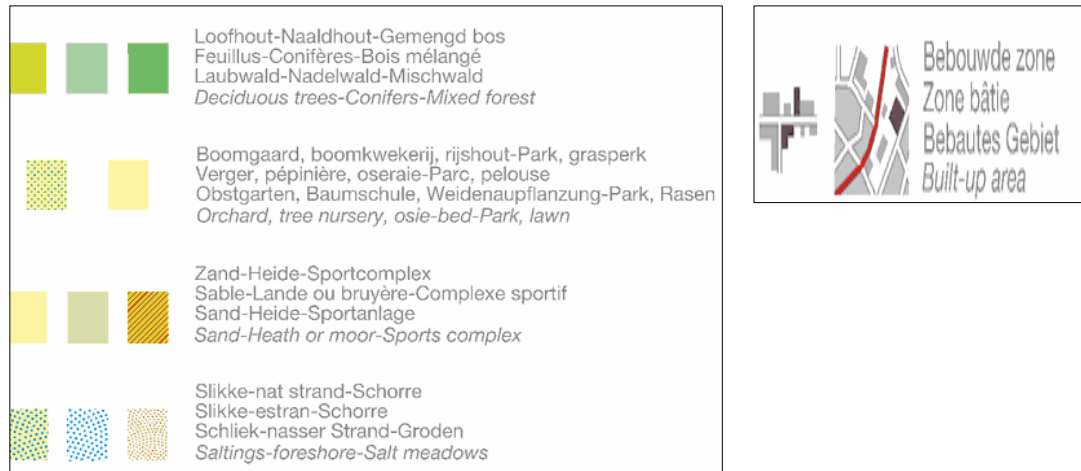 Loofhout-Naaldhout-Gemengd bos
Feuillus-Conifères-Bois mélangé
Laubwald-Nadelwald-Mischwald
Deciduous trees-Conifers-Mixed forest
Boomgaard, boomkwekerij, rijshout-Park, grasperk
Verger, pépinière, oseraie-Parc, pelouse
Obstgarten, Baumschule, Weidenaupflanzung-Park, Rasen
Orchard, tree nursery, osie-bed-Park, lawn
Zand-Heide-Sportcomplex
Sable-Lande ou bruyère-Complexe sportif
Sand-Heide-Sportanlage
Sand-Heath or moor-Sports complex
Slikke-nat strand-Schorre
Slikke-estran-Schorre
Schliek-nasser Strand-Groden
Saltings-foreshore-Salt meadows
Bebouwde zone
Zone bâtie
Bebautes Gebiet
Built-up area